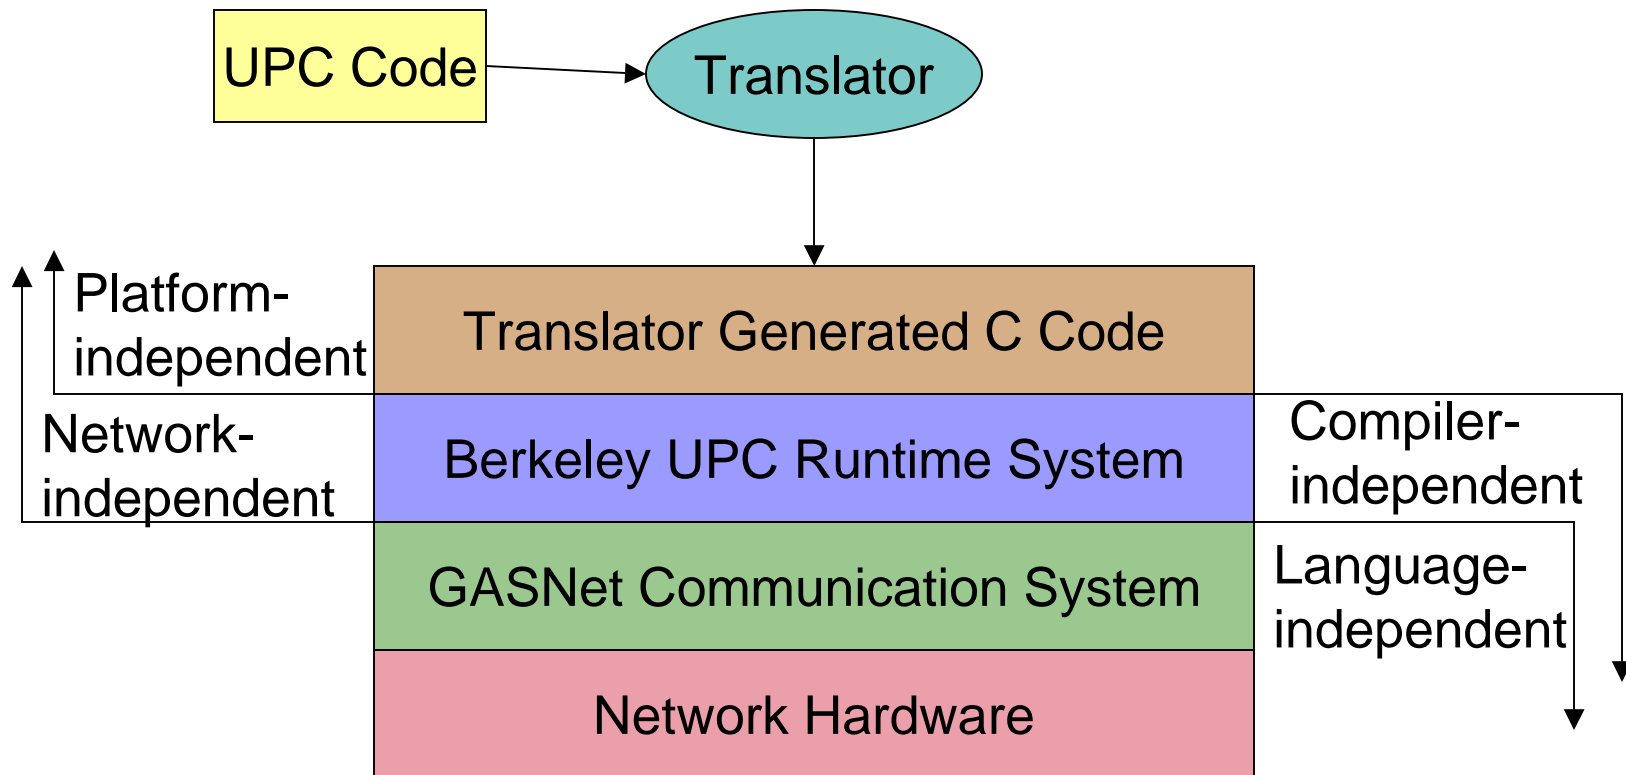 UPC Code
Translator
Platform-
independent
Translator Generated C Code
Network-
independent
Berkeley UPC Runtime System
Compiler-
independent
GASNet Communication System
Language-
independent
Network Hardware